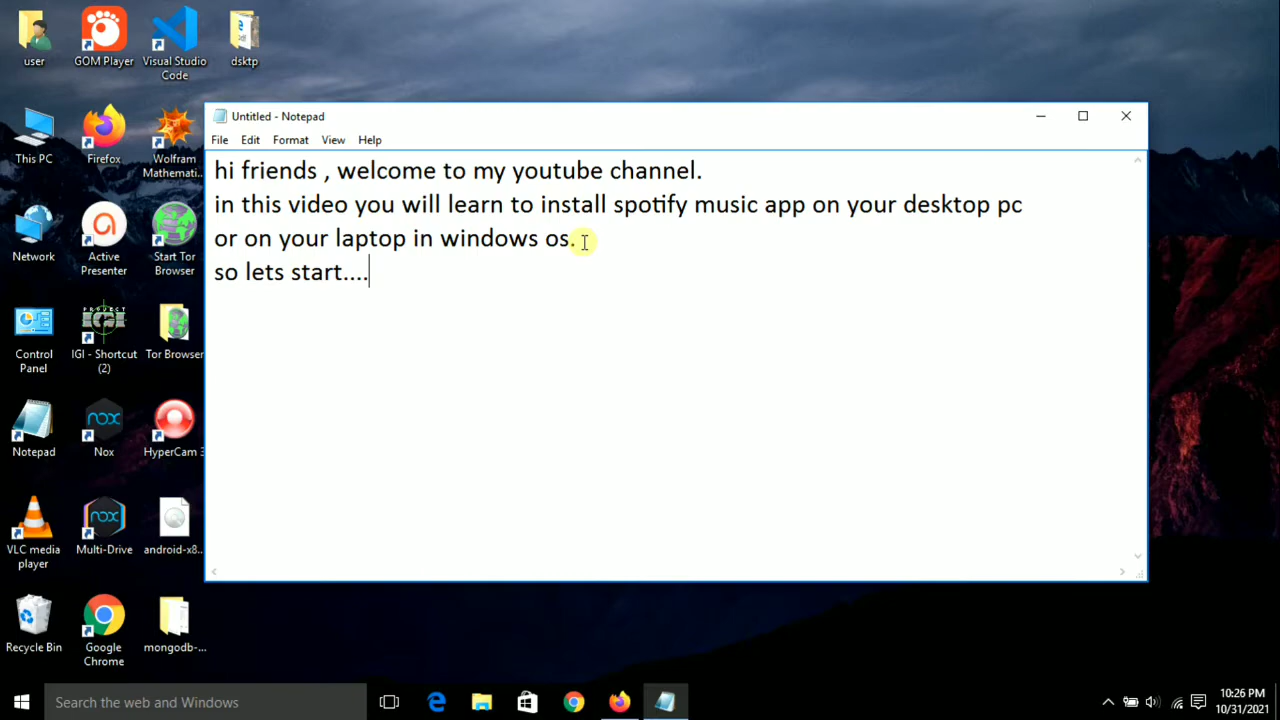 user
GOM Player
Visual Studio
Code
dsktp
This PC
Firefox
Wolfram
Mathemati...
Network
Active
Presenter
Start Tor
Browser
Control
Panel
PROJECT
IGI
IGI - Shortcut
(2)
Tor Browser
Notepad
nox
Nox
HyperCam 3
VLC media
player
nox
Multi-Drive
android-x8...
Recycle Bin
Google
Chrome
mongodb-...
Untitled - Notepad
File Edit Format View Help
hi friends , welcome to my youtube channel.
in this video you will learn to install spotify music app on your desktop pc
or on your laptop in windows os.
so lets start....
Search the web and Windows
10:26 PM
10/31/2021